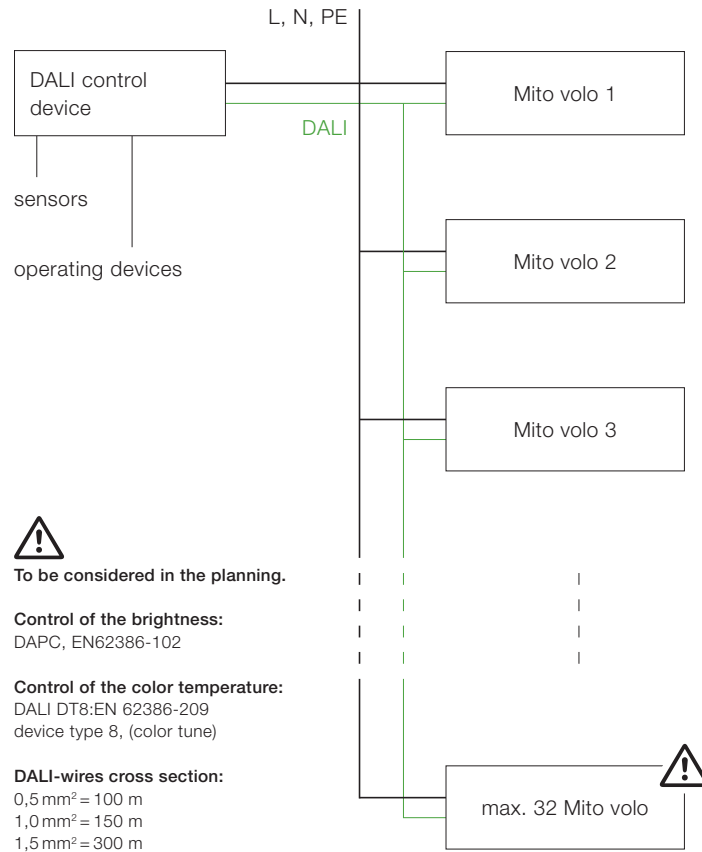 L, N, PE
DALI control
device
Mito volo 1
DALI
sensors
Mito volo 2
operating devices
Mito volo 3
To be considered in the planning.
Control of the brightness:
DAPC, EN62386-102
Control of the color temperature:
DALI DT8:EN 62386-209
device type 8, (color tune)
DALI-wires cross section:
0,5 mm² = 100 m
1,0 mm² = 150 m
1,5 mm² = 300 m
max. 32 Mito volo